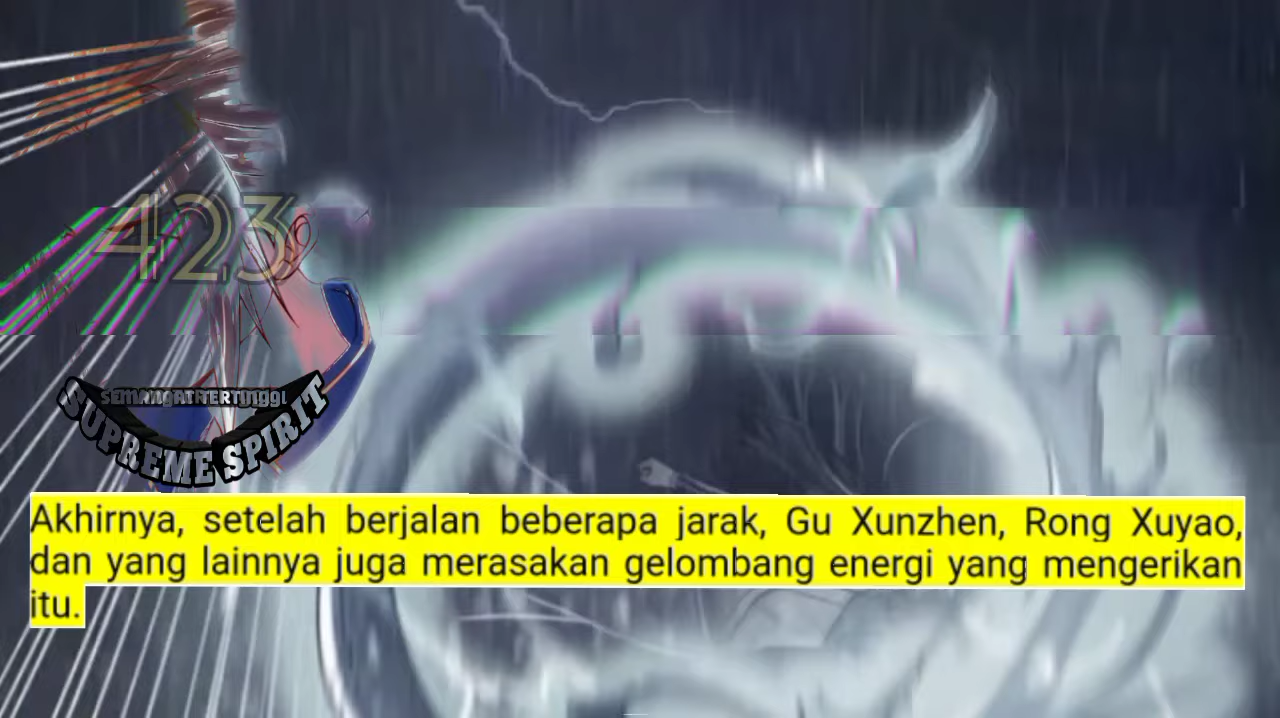 423
SEMANGAT TERTINGGI
SUPREME SPIRIT
Akhirnya, setelah berjalan beberapa jarak, Gu Xunzhen, Rong Xuyao,
dan yang lainnya juga merasakan gelombang energi yang mengerikan
itu.